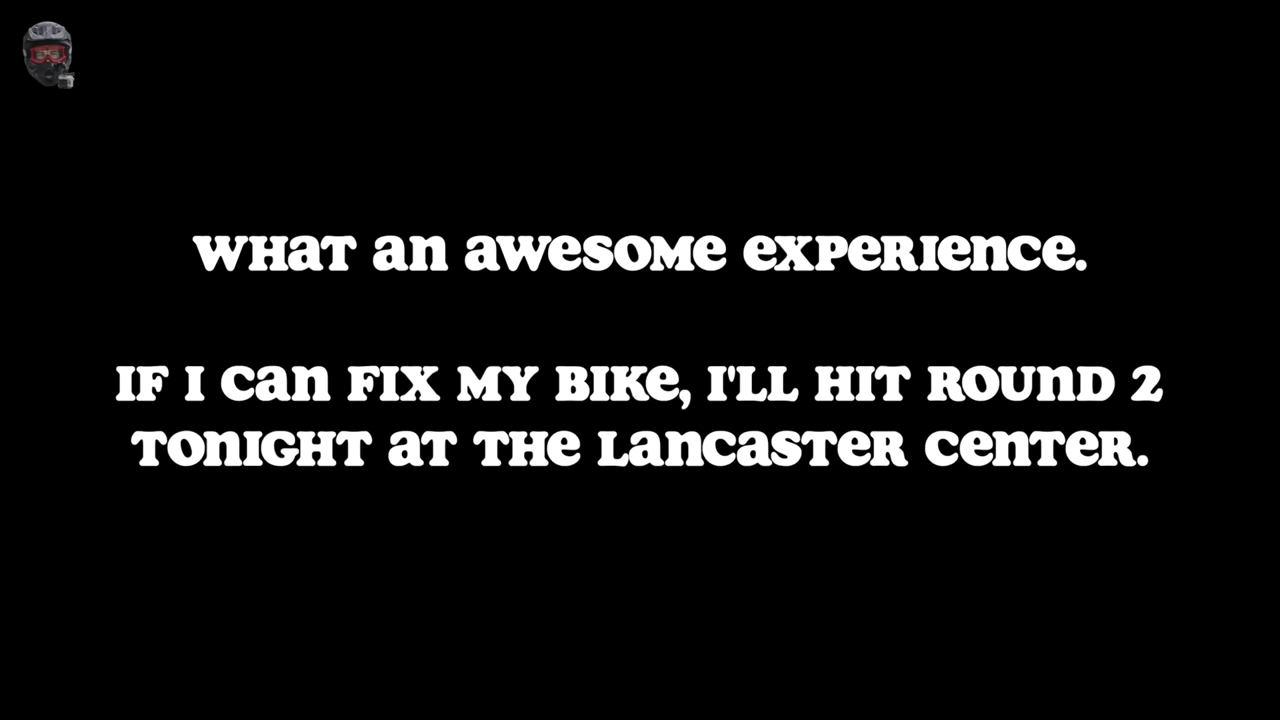 WHAT AN AWESOME EXPERIENCE.
IF I CAN FIX MY BIKE, I'LL HIT ROUND 2
TONIGHT AT THE LANCASTER CENTER.